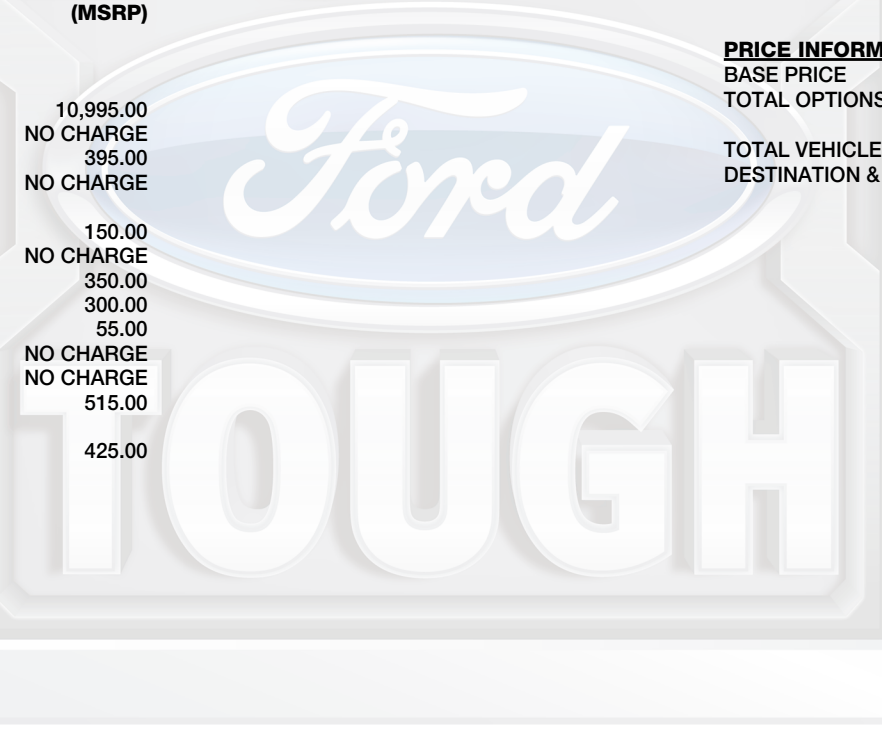 (MSRP)
10,995.00
NO CHARGE
395.00
NO CHARGE
150.00
NO CHARGE
350.00
300.00
55.00
NO CHARGE
NO CHARGE
515.00
425.00
PRICE INFORM
BASE PRICE
TOTAL OPTIONS
TOTAL VEHICLE
DESTINATION &
Ford
TOUGH